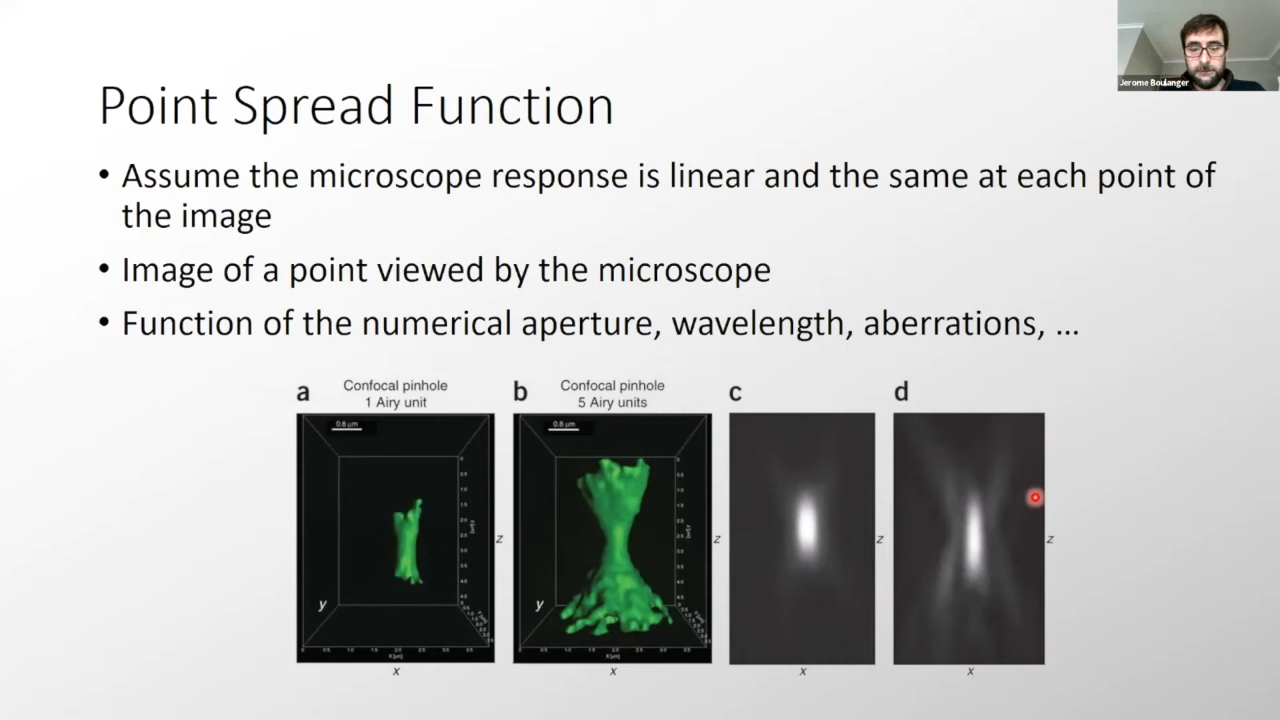 Jerome Boulanger
Point Spread Function
• Assume the microscope response is linear and the same at each point of
the image
• Image of a point viewed by the microscope
• Function of the numerical aperture, wavelength, aberrations, ...
a
Confocal pinhole
1 Airy unit
b
Confocal pinhole
5 Airy units
c
d
0.8 µm
0.8 µm
z
z
z
z
y
y
x
x
x
x